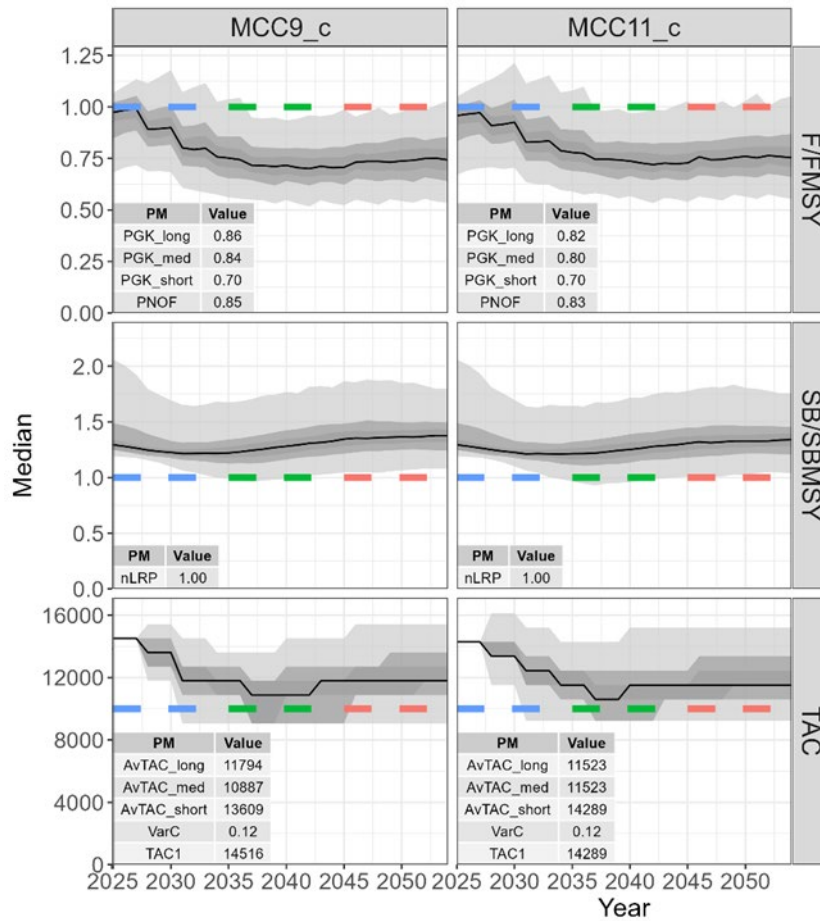 MCC9_c MCC11_c
1.25
1.00
0.75
0.50
0.25
0.00
PM Value
PGK_long 0.86
PGK_med 0.84
PGK_short 0.70
PNOF 0.85
PM Value
PGK_long 0.82
PGK_med 0.80
PGK_short 0.70
PNOF 0.83
F/FMSY
Median
2.0
1.5
1.0
0.5
0.0
PM Value
nLRP 1.00
PM Value
nLRP 1.00
SB/SBMSY
16000
12000
8000
4000
0
PM Value
AvTAC_long 11794
AvTAC_med 10887
AvTAC_short 13609
VarC 0.12
TAC1 14516
PM Value
AvTAC_long 11523
AvTAC_med 11523
AvTAC_short 14289
VarC 0.12
TAC1 14289
TAC
2025 2030 2035 2040 2045 2050 2025 2030 2035 2040 2045 2050
Year